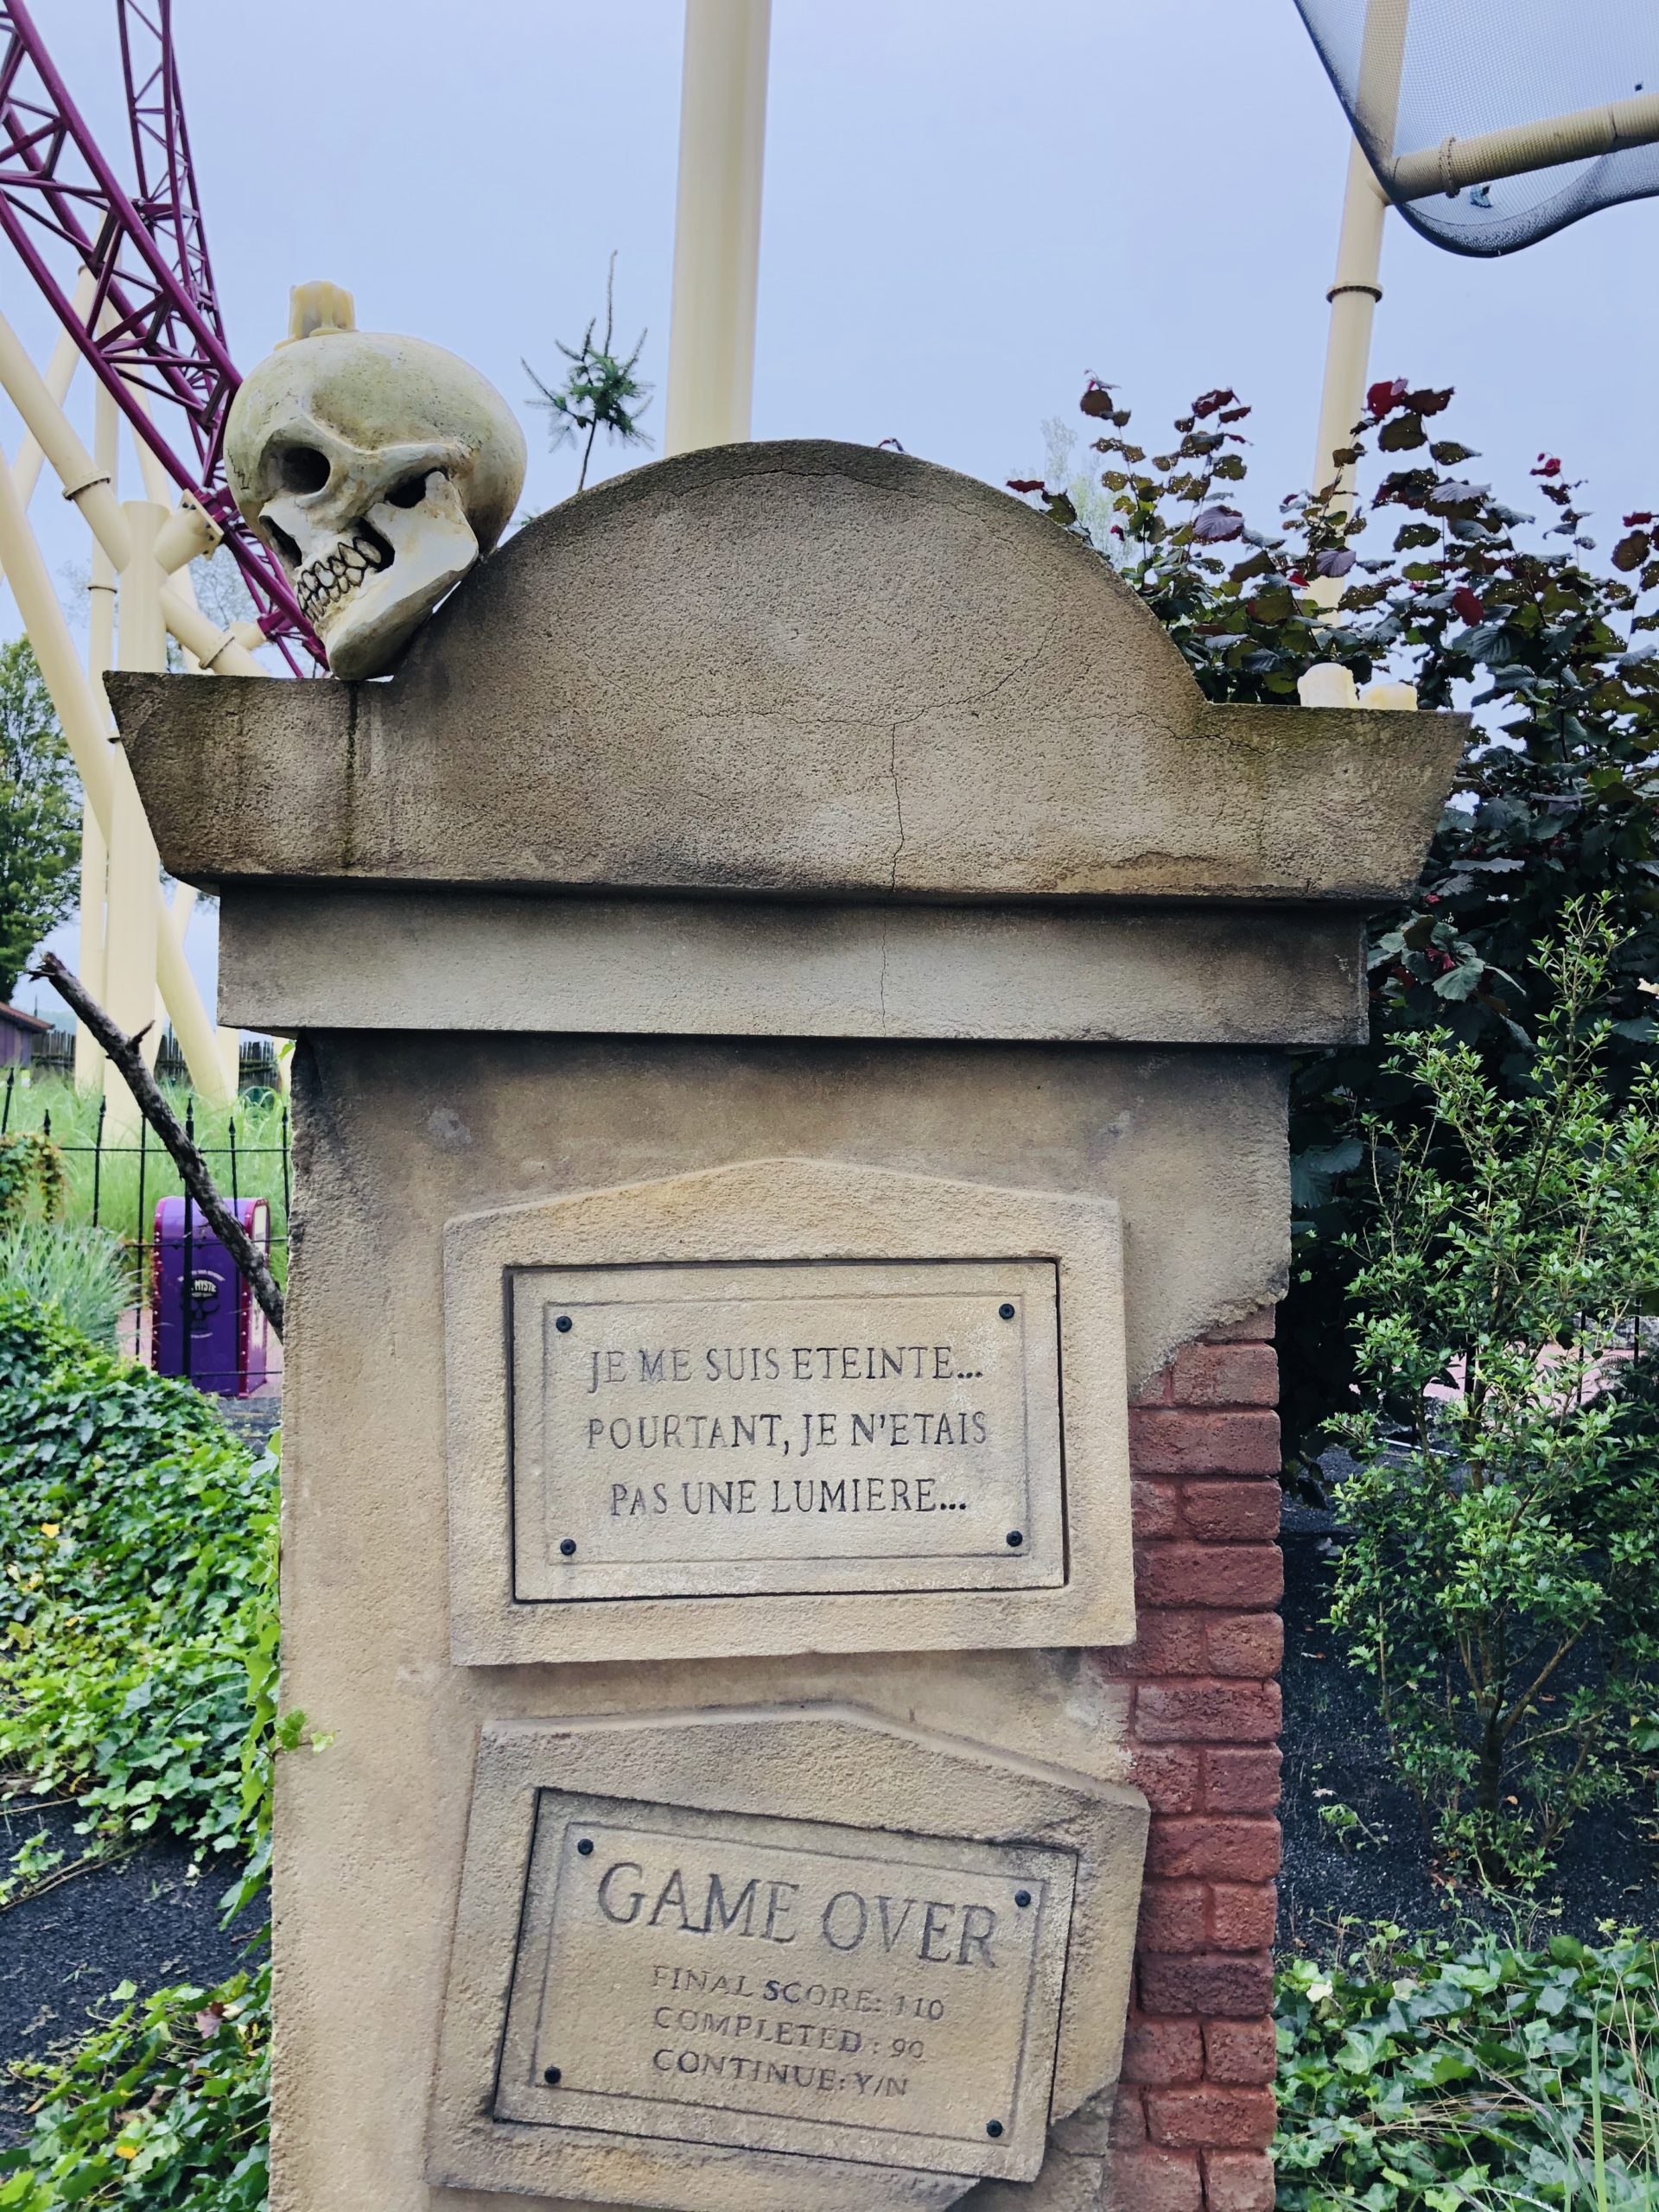 JE ME SUIS ETEINTE...
POURTANT, JE N'ETAIS
PAS UNE LUMIERE...
GAME OVER
FINAL SCORE: 110
COMPLETED : 90
CONTINUE: Y/N